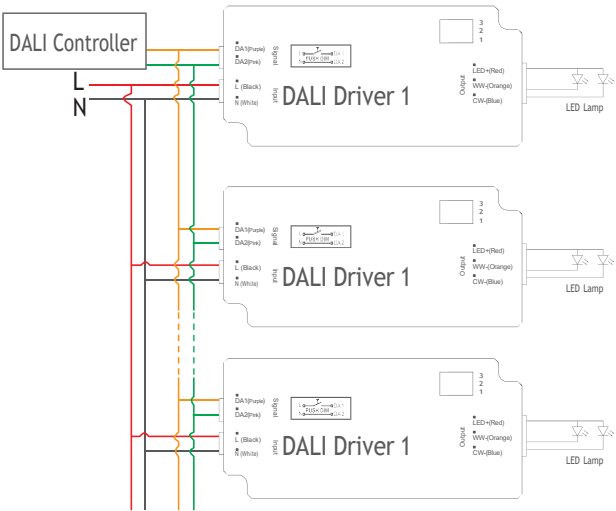 DALI Controller
L
N
DA1(Purple)
DA2(Pink)
L (Black)
N (White)
Signal
Input
L DA1
N DA2
PUSH DIM
DALI Driver 1
3
2
1
Output
LED+(Red)
WW-(Orange)
CW-(Blue)
LED Lamp
DA1(Purple)
DA2(Pink)
L (Black)
N (White)
Signal
Input
L DA1
N DA2
PUSH DIM
DALI Driver 1
3
2
1
Output
LED+(Red)
WW-(Orange)
CW-(Blue)
LED Lamp
DA1(Purple)
DA2(Pink)
L (Black)
N (White)
Signal
Input
L DA1
N DA2
PUSH DIM
DALI Driver 1
3
2
1
Output
LED+(Red)
WW-(Orange)
CW-(Blue)
LED Lamp